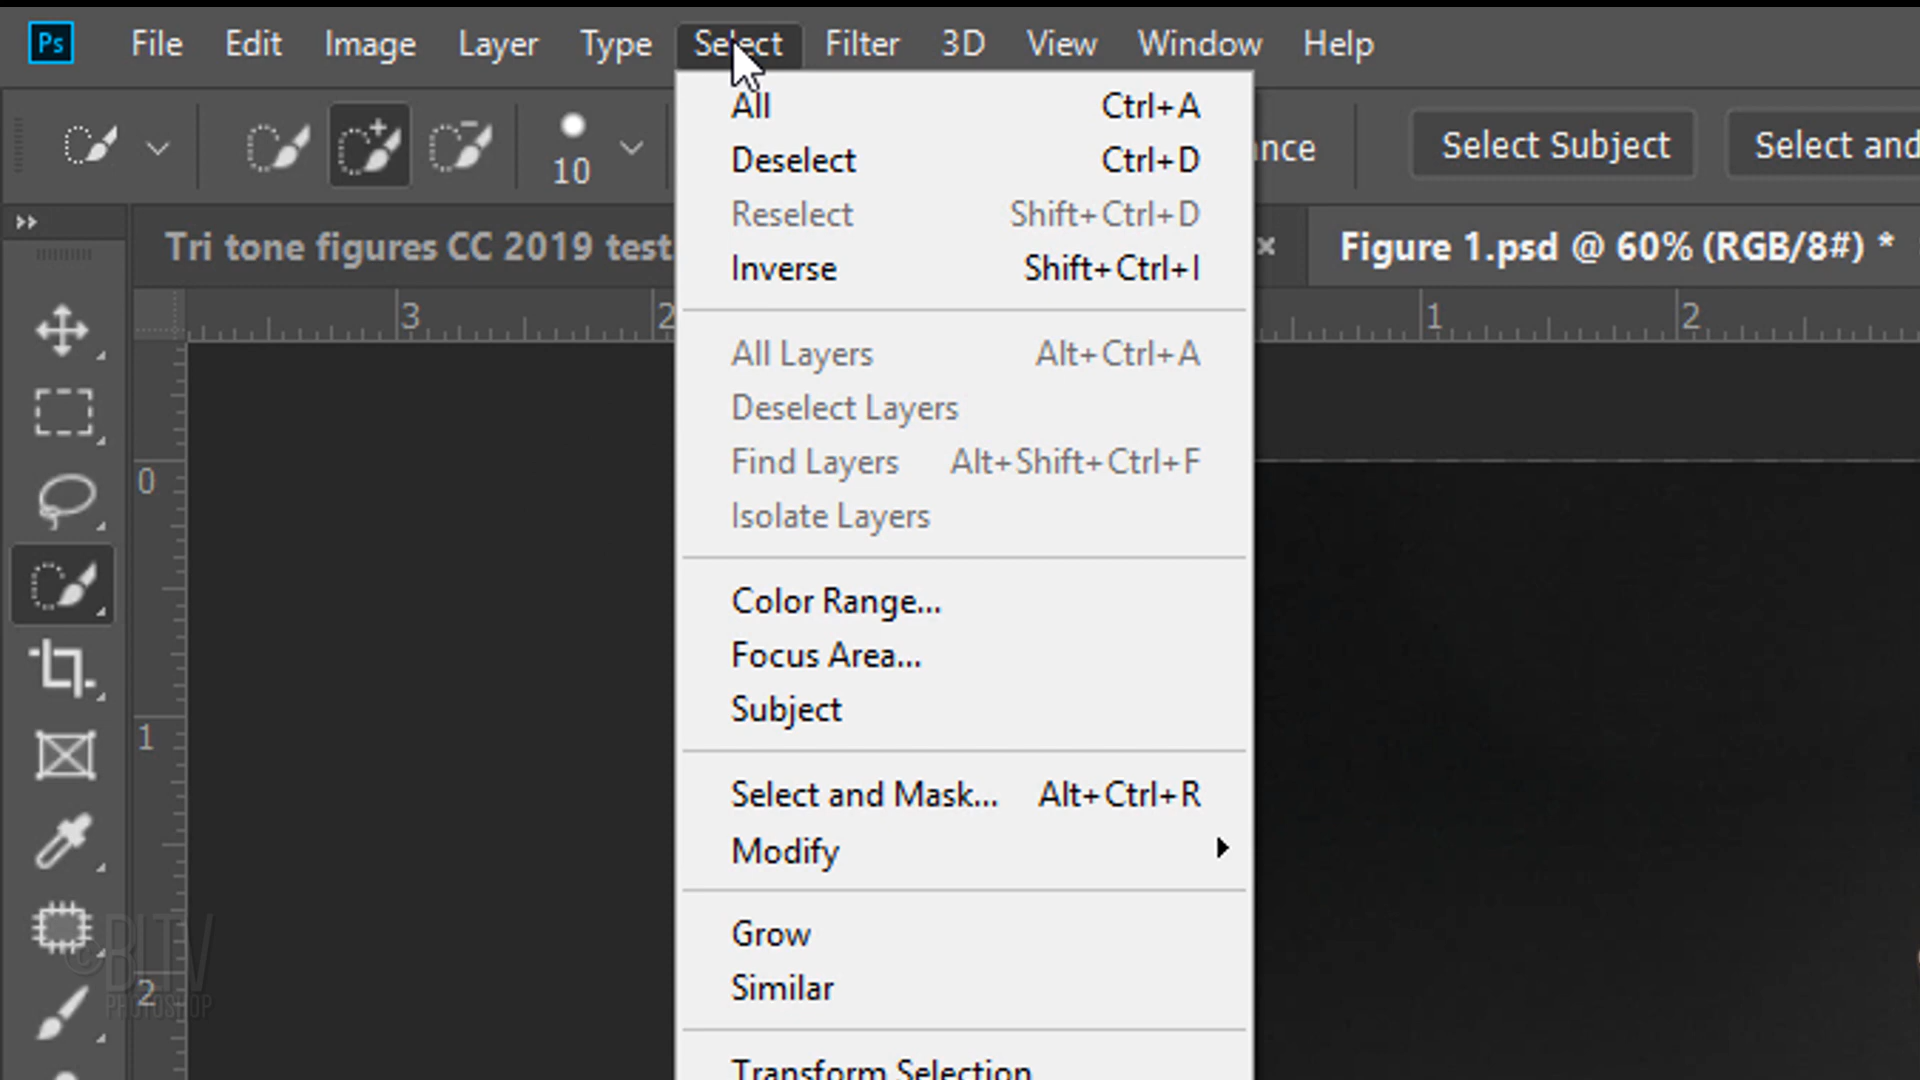 Ps File Edit Image Layer Type Select Filter 3D View Window Help
10 Select Subject Select and
Tri tone figures CC 2019 test Figure 1.psd @ 60% (RGB/8#) *
3 2 1 2
0
1
2
All Ctrl+A
Deselect Ctrl+D
Reselect Shift+Ctrl+D
Inverse Shift+Ctrl+I
All Layers Alt+Ctrl+A
Deselect Layers
Find Layers Alt+Shift+Ctrl+F
Isolate Layers
Color Range...
Focus Area...
Subject
Select and Mask... Alt+Ctrl+R
Modify
Grow
Similar
Transform Selection
© BLTV
PHOTOSHOP